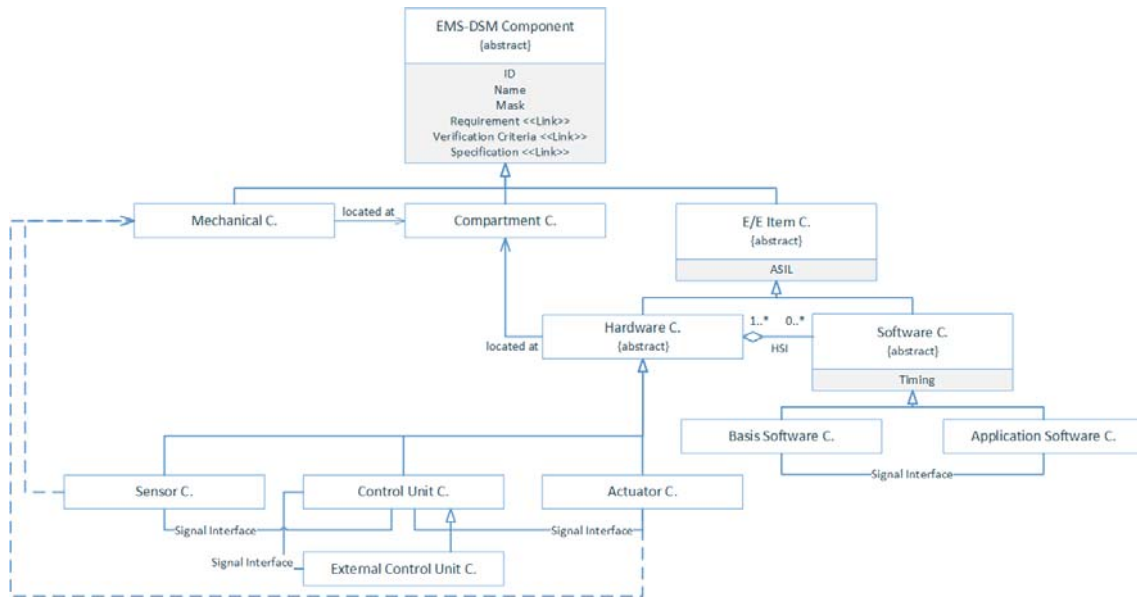 EMS-DSM Component
{abstract}
ID
Name
Mask
Requirement <<Link>>
Verification Criteria <<Link>>
Specification <<Link>>
Mechanical C.
located at
Compartment C.
E/E Item C.
{abstract}
ASIL
located at
Hardware C.
{abstract}
1..*
0..*
HSI
Software C.
{abstract}
Timing
Basis Software C.
Application Software C.
Signal Interface
Sensor C.
Control Unit C.
Actuator C.
Signal Interface
Signal Interface
Signal Interface
External Control Unit C.